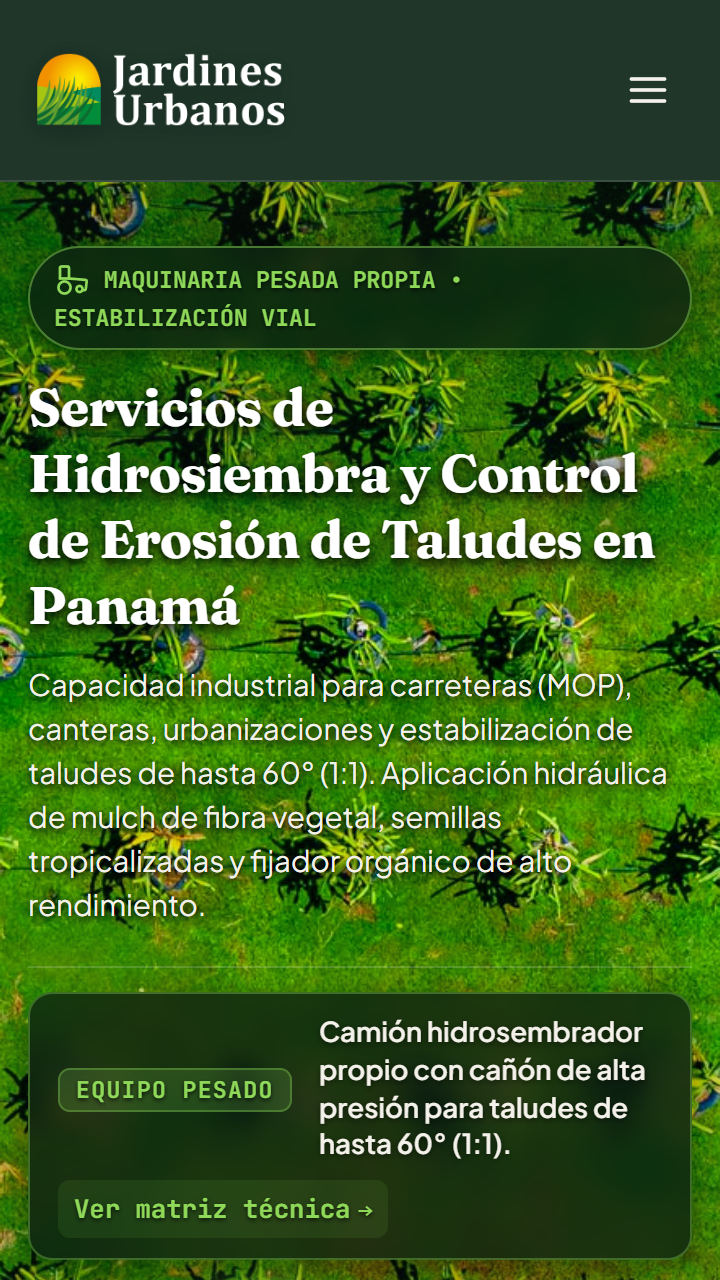 Jardines
Urbanos
MAQUINARIA PESADA PROPIA •
ESTABILIZACIÓN VIAL
Servicios de
Hidrosiembra y Control
de Erosión de Taludes en
Panamá
Capacidad industrial para carreteras (MOP),
canteras, urbanizaciones y estabilización de
taludes de hasta 60° (1:1). Aplicación hidráulica
de mulch de fibra vegetal, semillas
tropicalizadas y fijador orgánico de alto
rendimiento.
EQUIPO PESADO
Camión hidrosembrador
propio con cañón de alta
presión para taludes de
hasta 60° (1:1).
Ver matriz técnica →